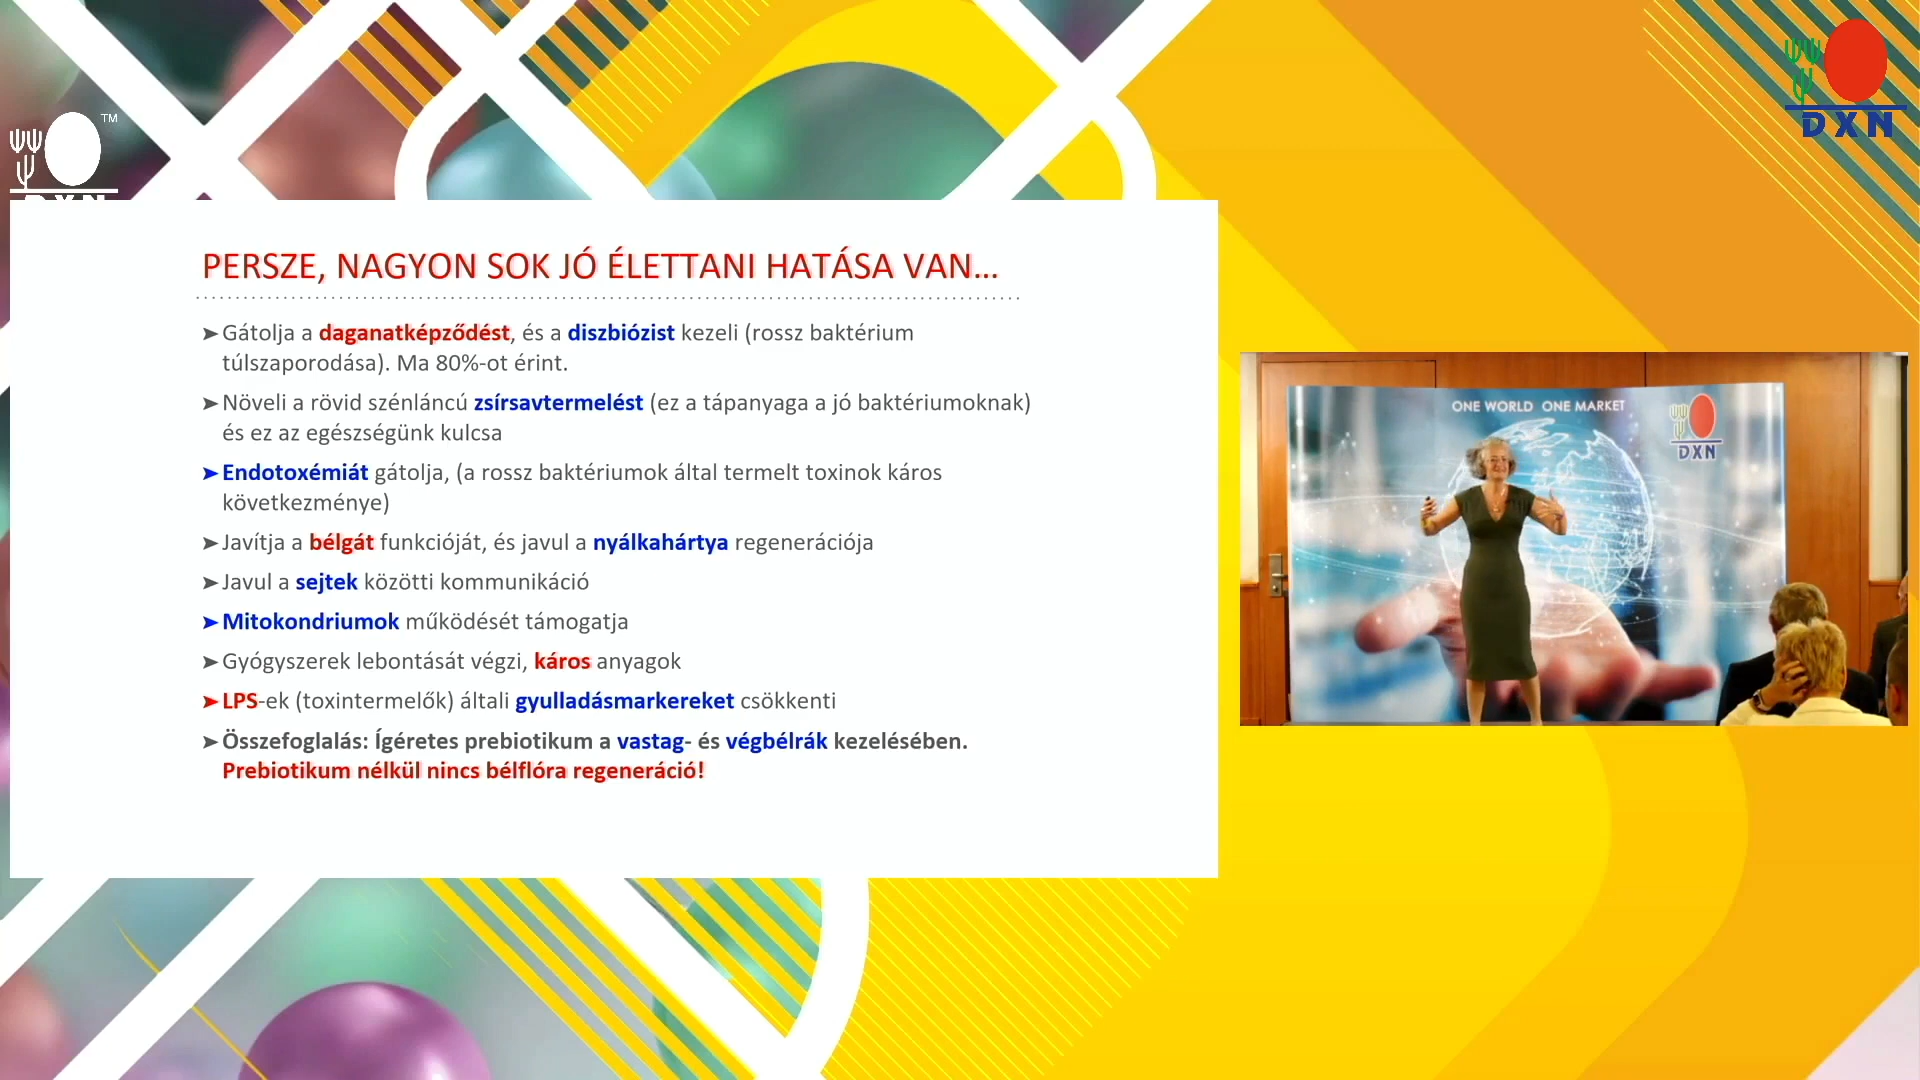 TM
DXN
DXN
PERSZE, NAGYON SOK JÓ ÉLETTANI HATÁSA VAN...
➤Gátolja a daganatképződést, és a diszbiózist kezeli (rossz baktérium
túlszaporodása). Ma 80%-ot érint.
➤Növeli a rövid szénláncú zsírsavtermelést (ez a tápanyaga a jó baktériumoknak)
és ez az egészségünk kulcsa
➤Endotoxémiát gátolja, (a rossz baktériumok által termelt toxinok káros
következménye)
➤Javítja a bélgát funkcióját, és javul a nyálkahártya regenerációja
➤Javul a sejtek közötti kommunikáció
➤Mitokondriumok működését támogatja
➤Gyógyszerek lebontását végzi, káros anyagok
➤LPS-ek (toxintermelők) általi gyulladásmarkereket csökkenti
➤Összefoglalás: Ígéretes prebiotikum a vastag- és végbélrák kezelésében.
Prebiotikum nélkül nincs bélflóra regeneráció!
ONE WORLD ONE MARKET
DXN